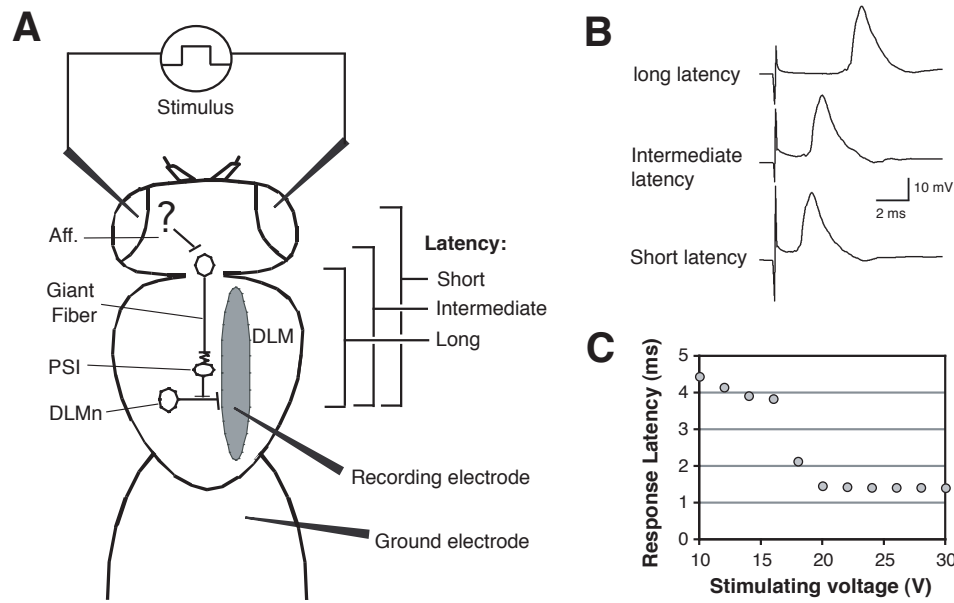 A
Stimulus
?
Aff.
Giant
Fiber
PSI
DLMn
DLM
Latency:
Short
Intermediate
Long
Recording electrode
Ground electrode
B
long latency
Intermediate
latency
Short latency
10 mV
2 ms
C
Response Latency (ms)
5
4
3
2
1
0
10 15 20 25 30
Stimulating voltage (V)